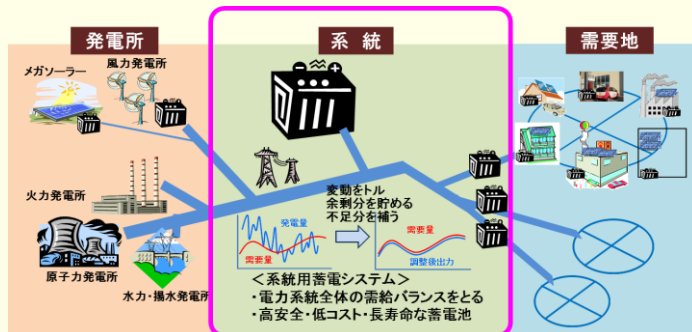 発電所
系統
需要地
メガソーラー
風力発電所
火力発電所
原子力発電所
水力・揚水発電所
変動をトル
余剰分を貯める
不足分を補う
発電量
需要量
需要量
調整後出力
＜系統用蓄電システム＞
・電力系統全体の需給バランスをとる
・高安全・低コスト・長寿命な蓄電池